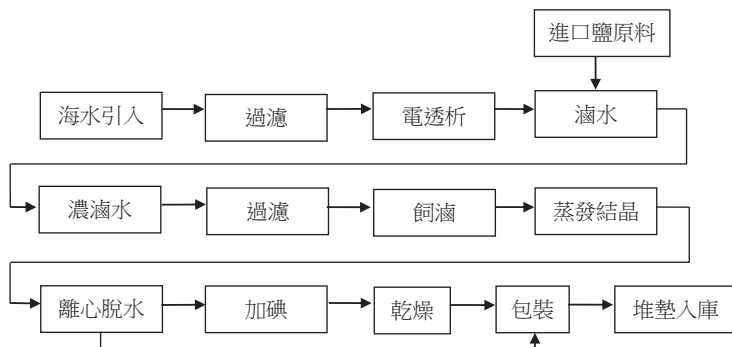 進口鹽原料
海水引入
過濾
電透析
滷水
濃滷水
過濾
飼滷
蒸發結晶
離心脫水
加碘
乾燥
包裝
堆墊入庫